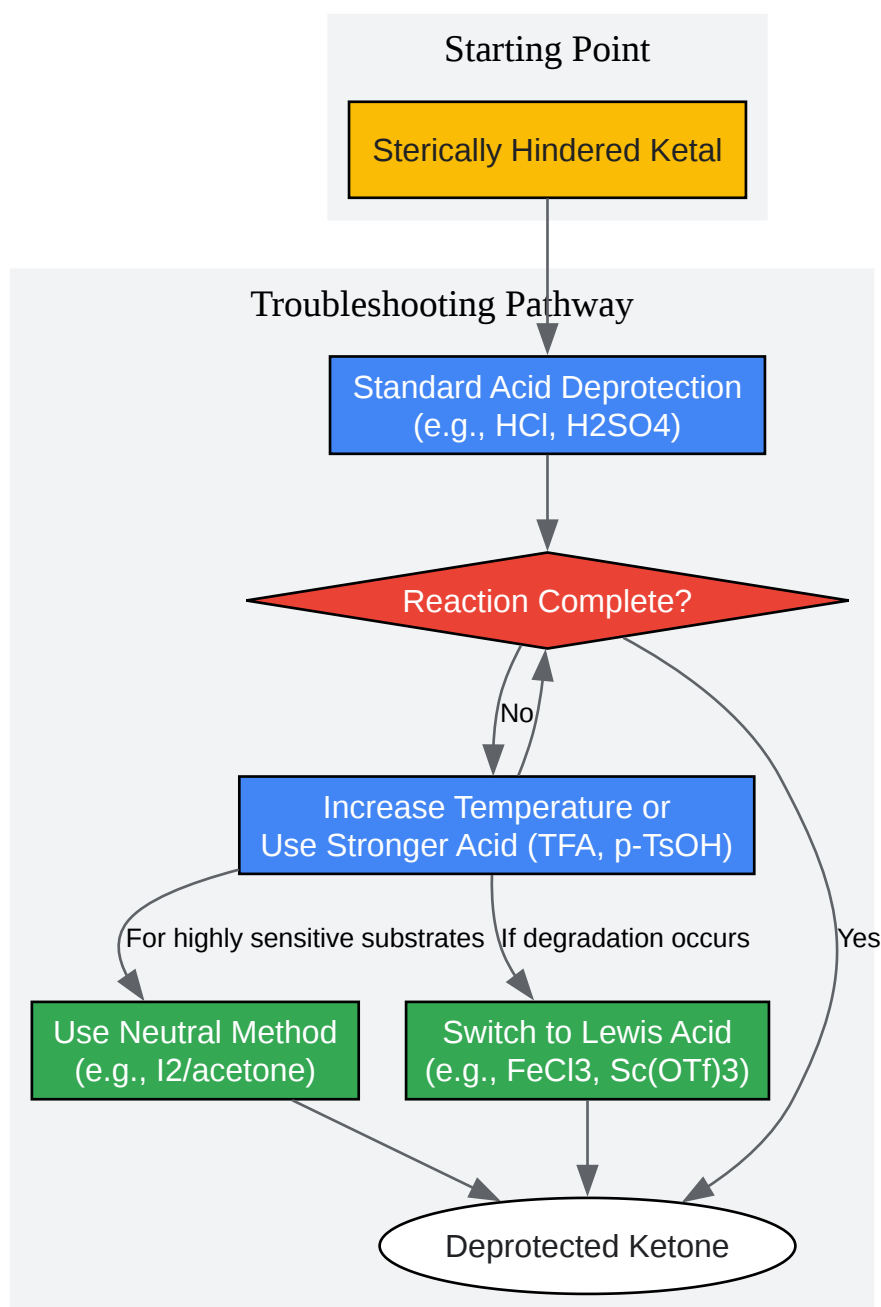 Starting Point
Sterically Hindered Ketal
Troubleshooting Pathway
Standard Acid Deprotection
(e.g., HCl, H2SO4)
Reaction Complete?
No
Increase Temperature or
Use Stronger Acid (TFA, p-TsOH)
For highly sensitive substrates
If degradation occurs
Yes
Use Neutral Method
(e.g., I2/acetone)
Switch to Lewis Acid
(e.g., FeCl3, Sc(OTf)3)
Deprotected Ketone